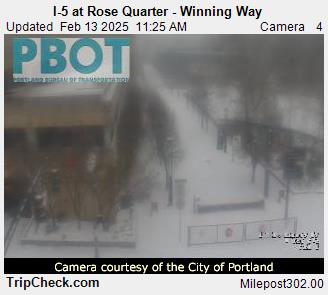 I-5 at Rose Quarter - Winning Way
Updated Feb 13 2025 11:25 AM Camera 4
PBOT
PORTLAND BUREAU OF TRANSPORTATION
Camera courtesy of the City of Portland
TripCheck.com Milepost302.00